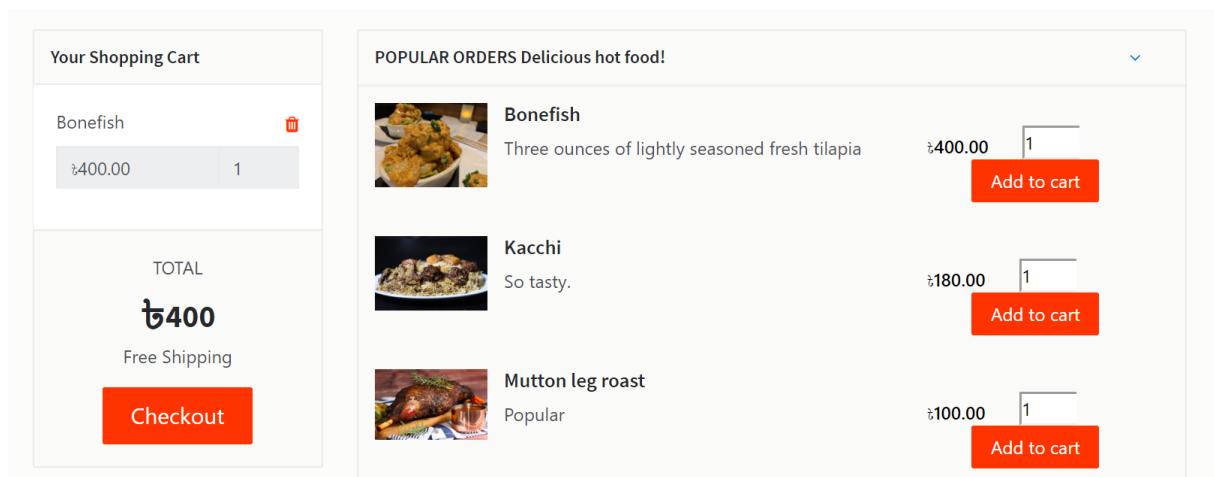 Your Shopping Cart
Bonefish
৳400.00 1
TOTAL
৳400
Free Shipping
Checkout
POPULAR ORDERS Delicious hot food!
Bonefish
Three ounces of lightly seasoned fresh tilapia
৳400.00 1
Add to cart
Kacchi
So tasty.
৳180.00 1
Add to cart
Mutton leg roast
Popular
৳100.00 1
Add to cart